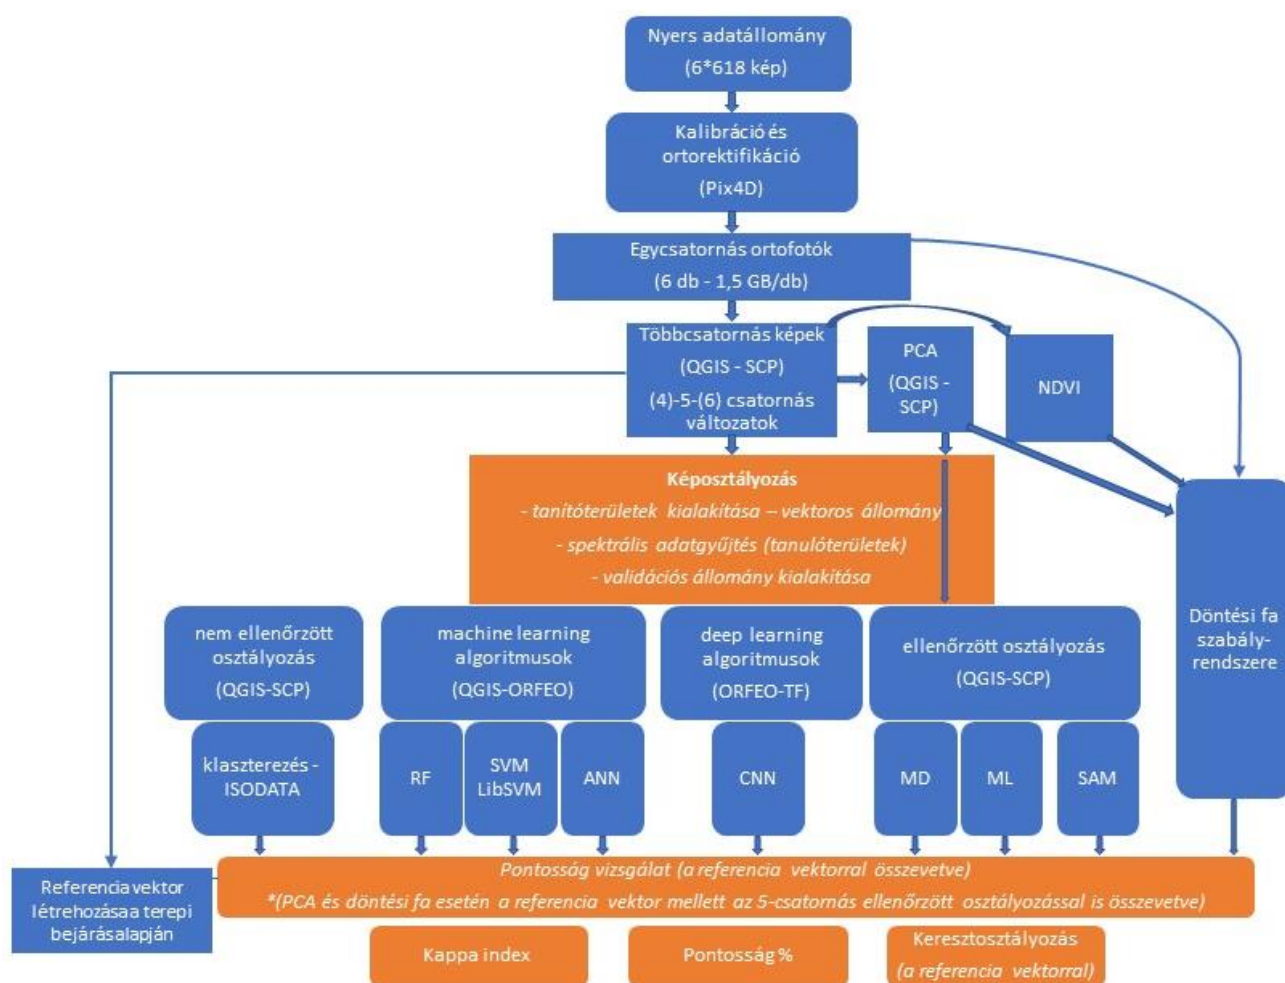 Nyers adatállomány
(6*618 kép)
Kalibráció és
ortorektifikáció
(Pix4D)
Egycsatornás ortofotók
(6 db - 1,5 GB/db)
Többcsatornás képek
(QGIS - SCP)
(4)-5-(6) csatornás
változatok
PCA
(QGIS -
SCP)
NDVI
Képosztályozás
- tanítóterületek kialakítása – vektoros állomány
- spektrális adatgyűjtés (tanulóterületek)
- validációs állomány kialakítása
Döntési fa
szabály-
rendszere
nem ellenőrzött
osztályozás
(QGIS-SCP)
machine learning
algoritmusok
(QGIS-ORFEO)
deep learning
algoritmusok
(ORFEO-TF)
ellenőrzött osztályozás
(QGIS-SCP)
klaszterezés -
ISODATA
RF
SVM
LibSVM
ANN
CNN
MD
ML
SAM
Referencia vektor
létrehozása a terepi
bejárás alapján
Pontosság vizsgálat (a referencia vektorral összevetve)
*(PCA és döntési fa esetén a referencia vektor mellett az 5-csatornás ellenőrzött osztályozással is összevetve)
Kappa index
Pontosság %
Keresztosztályozás
(a referencia vektorral)